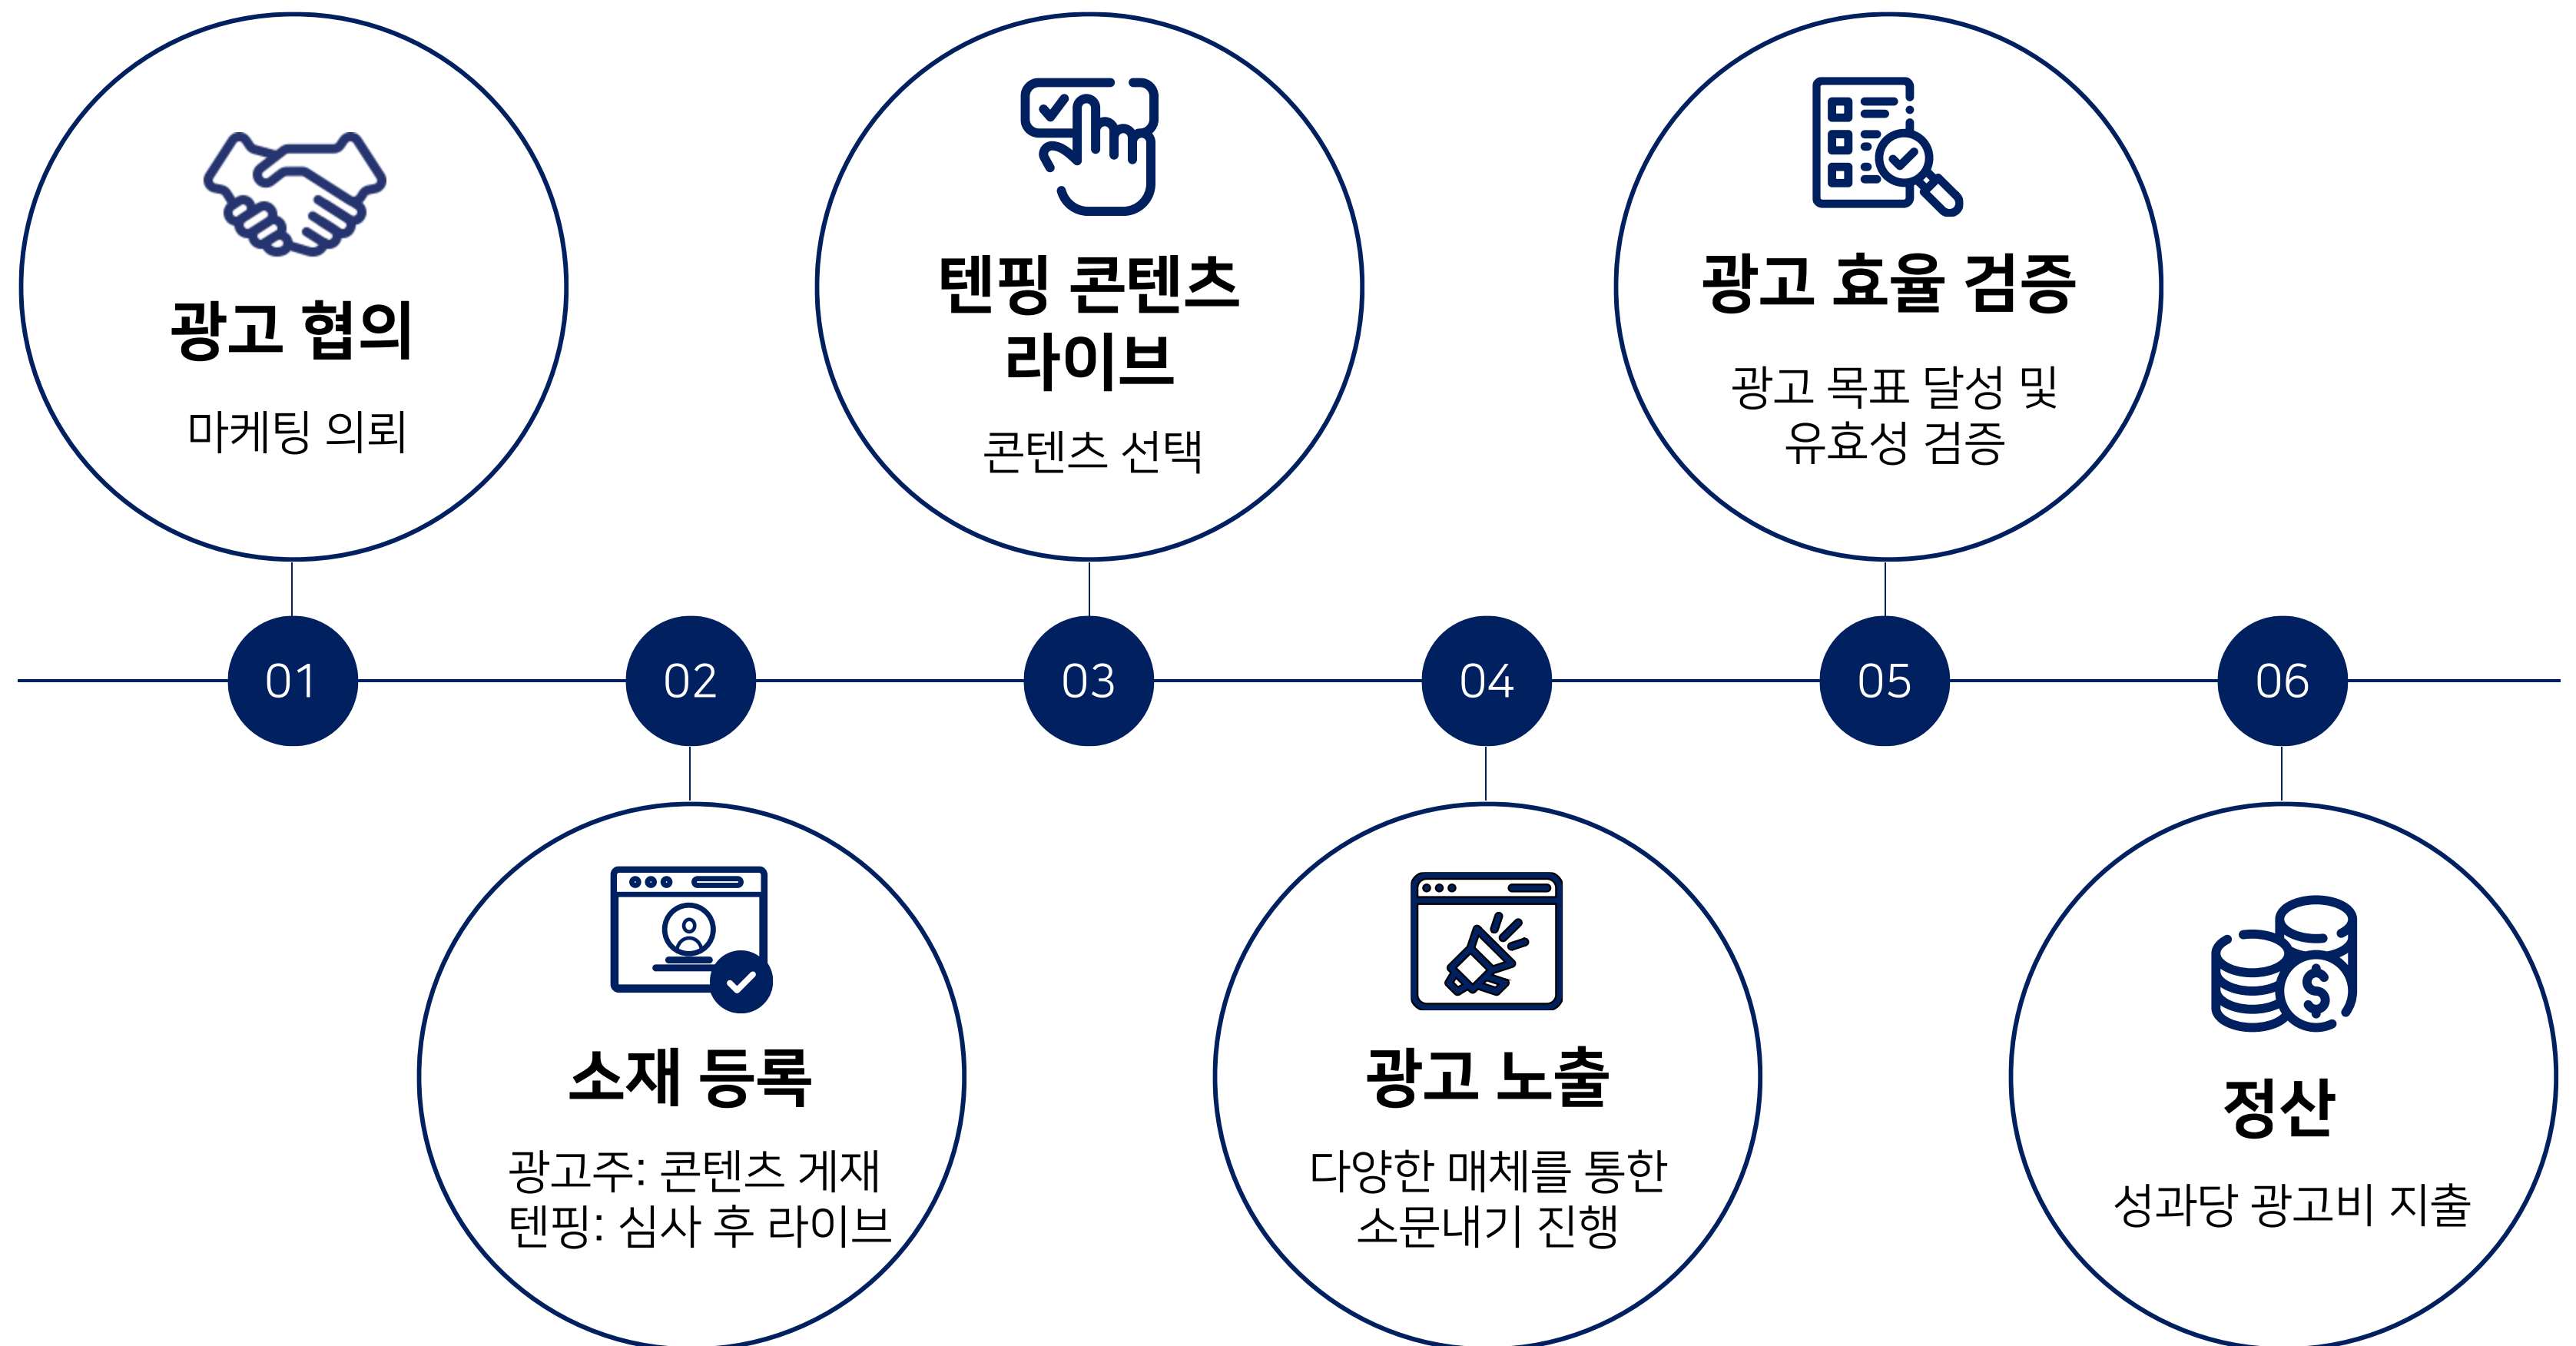 광고 협의
마케팅 의뢰
01
02
소재 등록
광고주: 콘텐츠 게재
텐핑: 심사 후 라이브
텐핑 콘텐츠
라이브
콘텐츠 선택
03
04
광고 노출
다양한 매체를 통한
소문내기 진행
광고 효율 검증
광고 목표 달성 및
유효성 검증
05
06
정산
성과당 광고비 지출